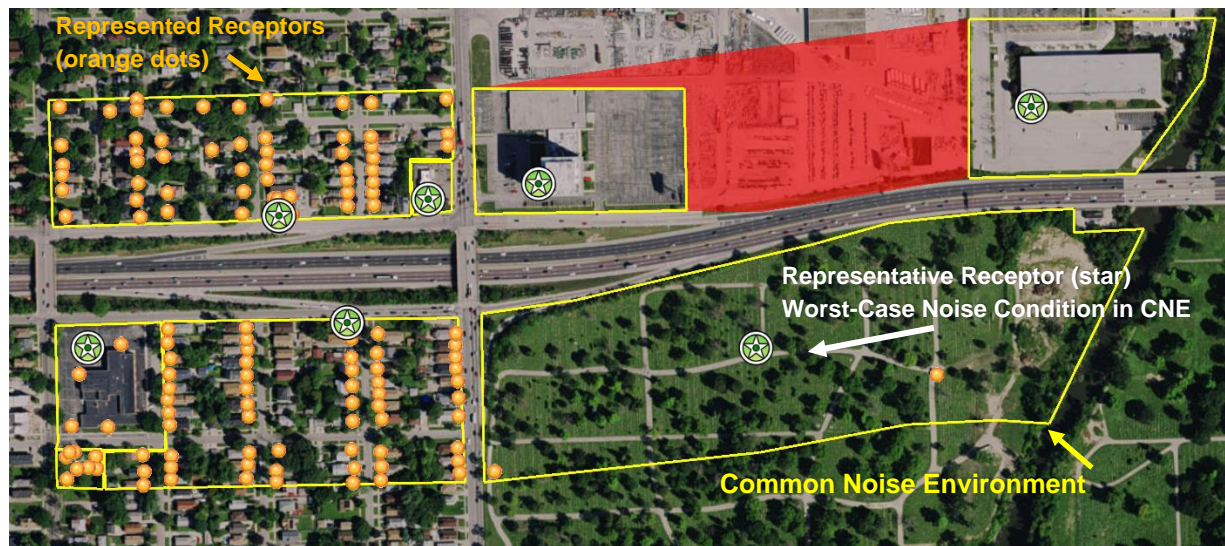 Represented Receptors
(orange dots)
Representative Receptor (star)
Worst-Case Noise Condition in CNE
Common Noise Environment